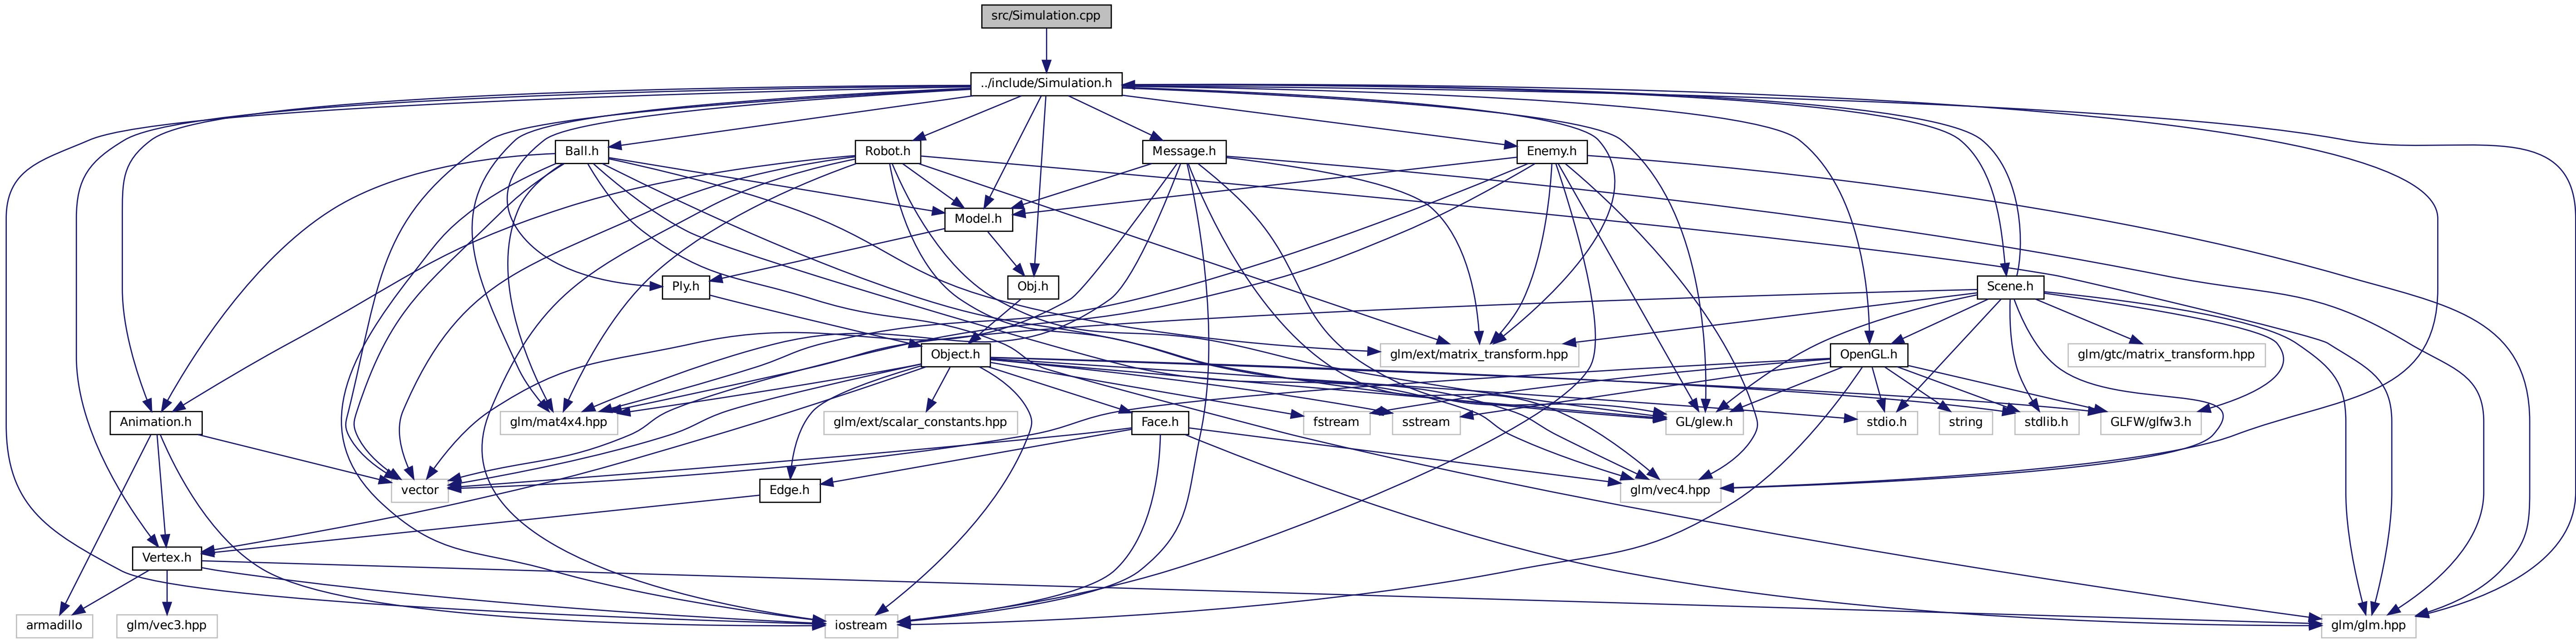 src/Simulation.cpp
../include/Simulation.h
Ball.h
Robot.h
Message.h
Enemy.h
Model.h
Ply.h
Obj.h
Scene.h
Object.h
glm/ext/matrix_transform.hpp
OpenGL.h
glm/gtc/matrix_transform.hpp
Animation.h
glm/mat4x4.hpp
glm/ext/scalar_constants.hpp
Face.h
fstream
sstream
GL/glew.h
stdio.h
string
stdlib.h
GLFW/glfw3.h
vector
Edge.h
glm/vec4.hpp
Vertex.h
armadillo
glm/vec3.hpp
iostream
glm/glm.hpp